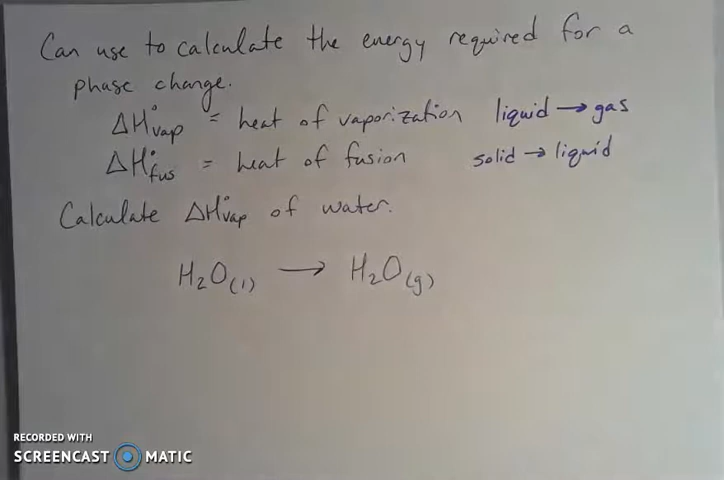 Can use to calculate the energy required for a
phase change.
ΔH°vap = heat of vaporization liquid → gas
ΔH°fus = heat of fusion solid → liquid
Calculate ΔH°vap of water.
H₂O(l) → H₂O(g)
RECORDED WITH
SCREENCAST MATIC